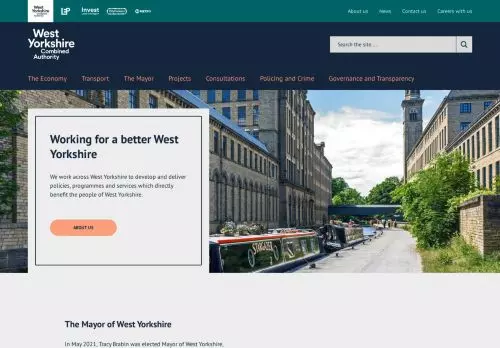 West
Yorkshire
Combined
Authority
LEP
Invest
METRO
About us
News
Contact us
Careers with us
West
Yorkshire
Combined
Authority
Search the site.....
The Economy
Transport
The Mayor
Projects
Consultations
Policing and Crime
Governance and Transparency
Working for a better West
Yorkshire
We work across West Yorkshire to develop and deliver
policies, programmes and services which directly
benefit the people of West Yorkshire.
ABOUT US
The Mayor of West Yorkshire
In May 2021, Tracy Brabin was elected Mayor of West Yorkshire,